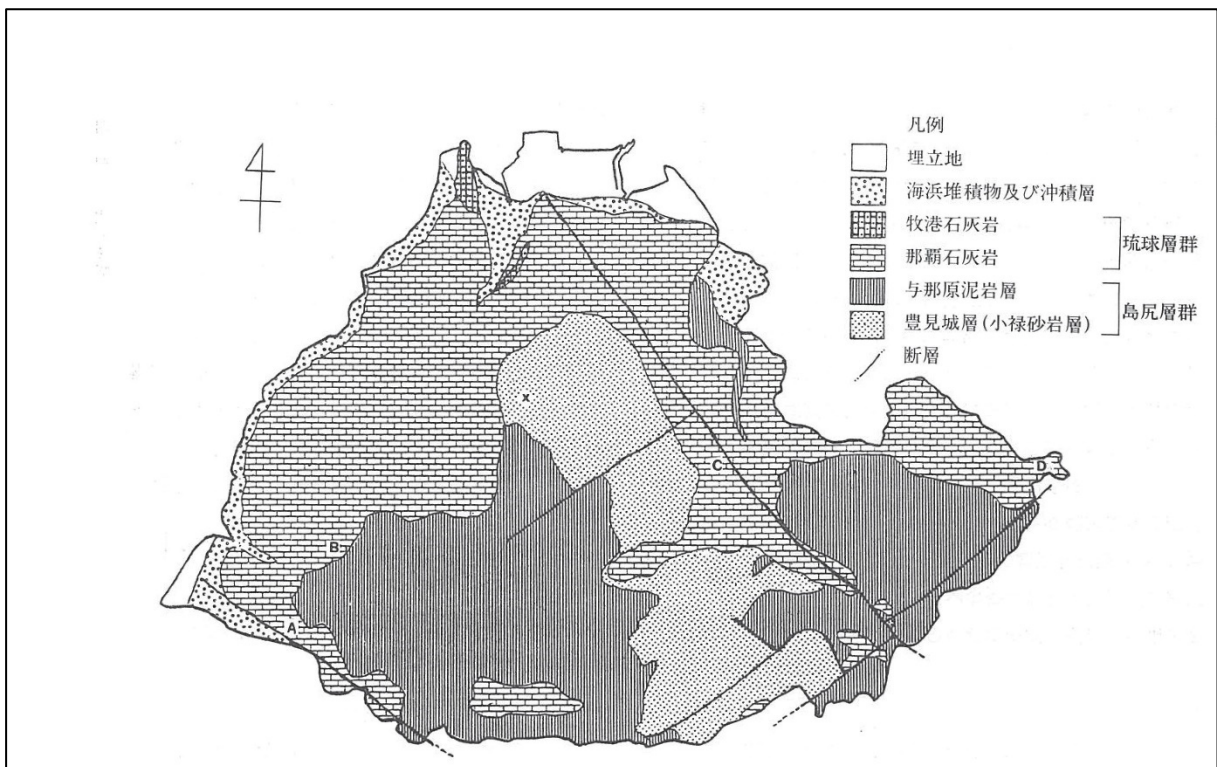 凡例
埋立地
海浜堆積物及び沖積層
牧港石灰岩
那覇石灰岩
琉球層群
与那原泥岩層
豊見城層(小禄砂岩層)
島尻層群
断層
x
B
C
D
A